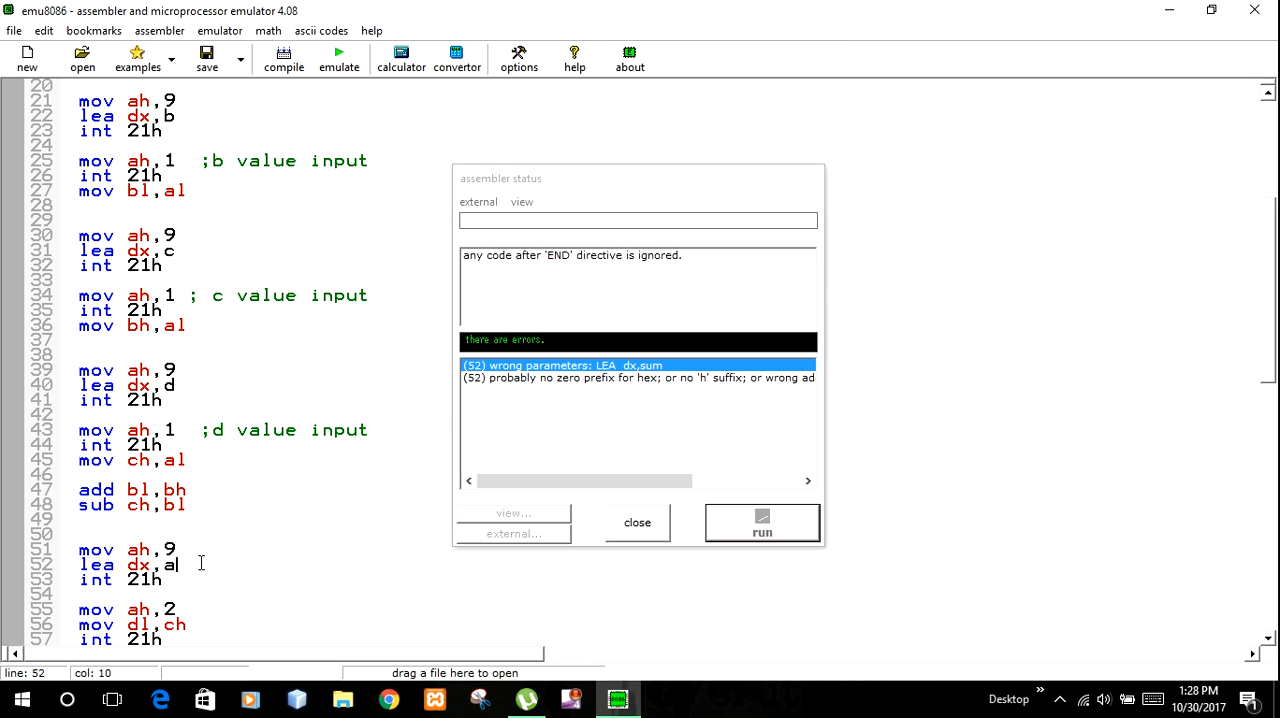 emu8086 - assembler and microprocessor emulator 4.08
file edit bookmarks assembler emulator math ascii codes help
new open examples save compile emulate calculator convertor options help about
20
21 mov ah,9
22 lea dx,b
23 int 21h
24
25 mov ah,1 ;b value input
26 int 21h
27 mov bl,al
28
29
30 mov ah,9
31 lea dx,c
32 int 21h
33
34 mov ah,1 ; c value input
35 int 21h
36 mov bh,al
37
38
39 mov ah,9
40 lea dx,d
41 int 21h
42
43 mov ah,1 ;d value input
44 int 21h
45 mov ch,al
46
47 add bl,bh
48 sub ch,bl
49
50
51 mov ah,9
52 lea dx,a
53 int 21h
54
55 mov ah,2
56 mov dl,ch
57 int 21h
assembler status
external view
any code after 'END' directive is ignored.
there are errors.
(52) wrong parameters: LEA dx,sum
(52) probably no zero prefix for hex; or no 'h' suffix; or wrong ad
view...
external...
close
run
line: 52 col: 10 drag a file here to open
Desktop
1:28 PM
10/30/2017
1